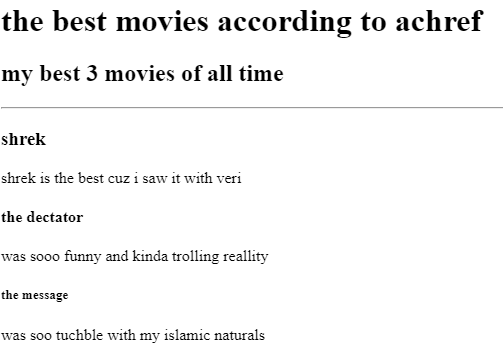 the best movies according to achref
my best 3 movies of all time
shrek
shrek is the best cuz i saw it with veri
the dectator
was sooo funny and kinda trolling reallity
the message
was soo tuchble with my islamic naturals